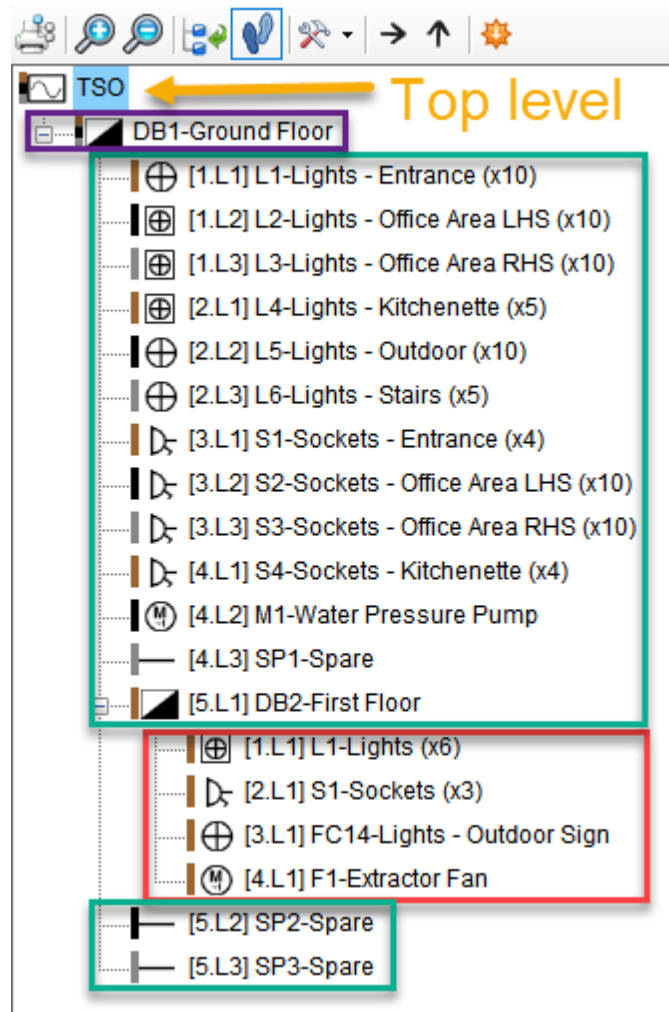 TSO
Top level
DB1-Ground Floor
[1.L1] L1-Lights - Entrance (x10)
[1.L2] L2-Lights - Office Area LHS (x10)
[1.L3] L3-Lights - Office Area RHS (x10)
[2.L1] L4-Lights - Kitchenette (x5)
[2.L2] L5-Lights - Outdoor (x10)
[2.L3] L6-Lights - Stairs (x5)
[3.L1] S1-Sockets - Entrance (x4)
[3.L2] S2-Sockets - Office Area LHS (x10)
[3.L3] S3-Sockets - Office Area RHS (x10)
[4.L1] S4-Sockets - Kitchenette (x4)
[4.L2] M1-Water Pressure Pump
[4.L3] SP1-Spare
[5.L1] DB2-First Floor
[1.L1] L1-Lights (x6)
[2.L1] S1-Sockets (x3)
[3.L1] FC14-Lights - Outdoor Sign
[4.L1] F1-Extractor Fan
[5.L2] SP2-Spare
[5.L3] SP3-Spare